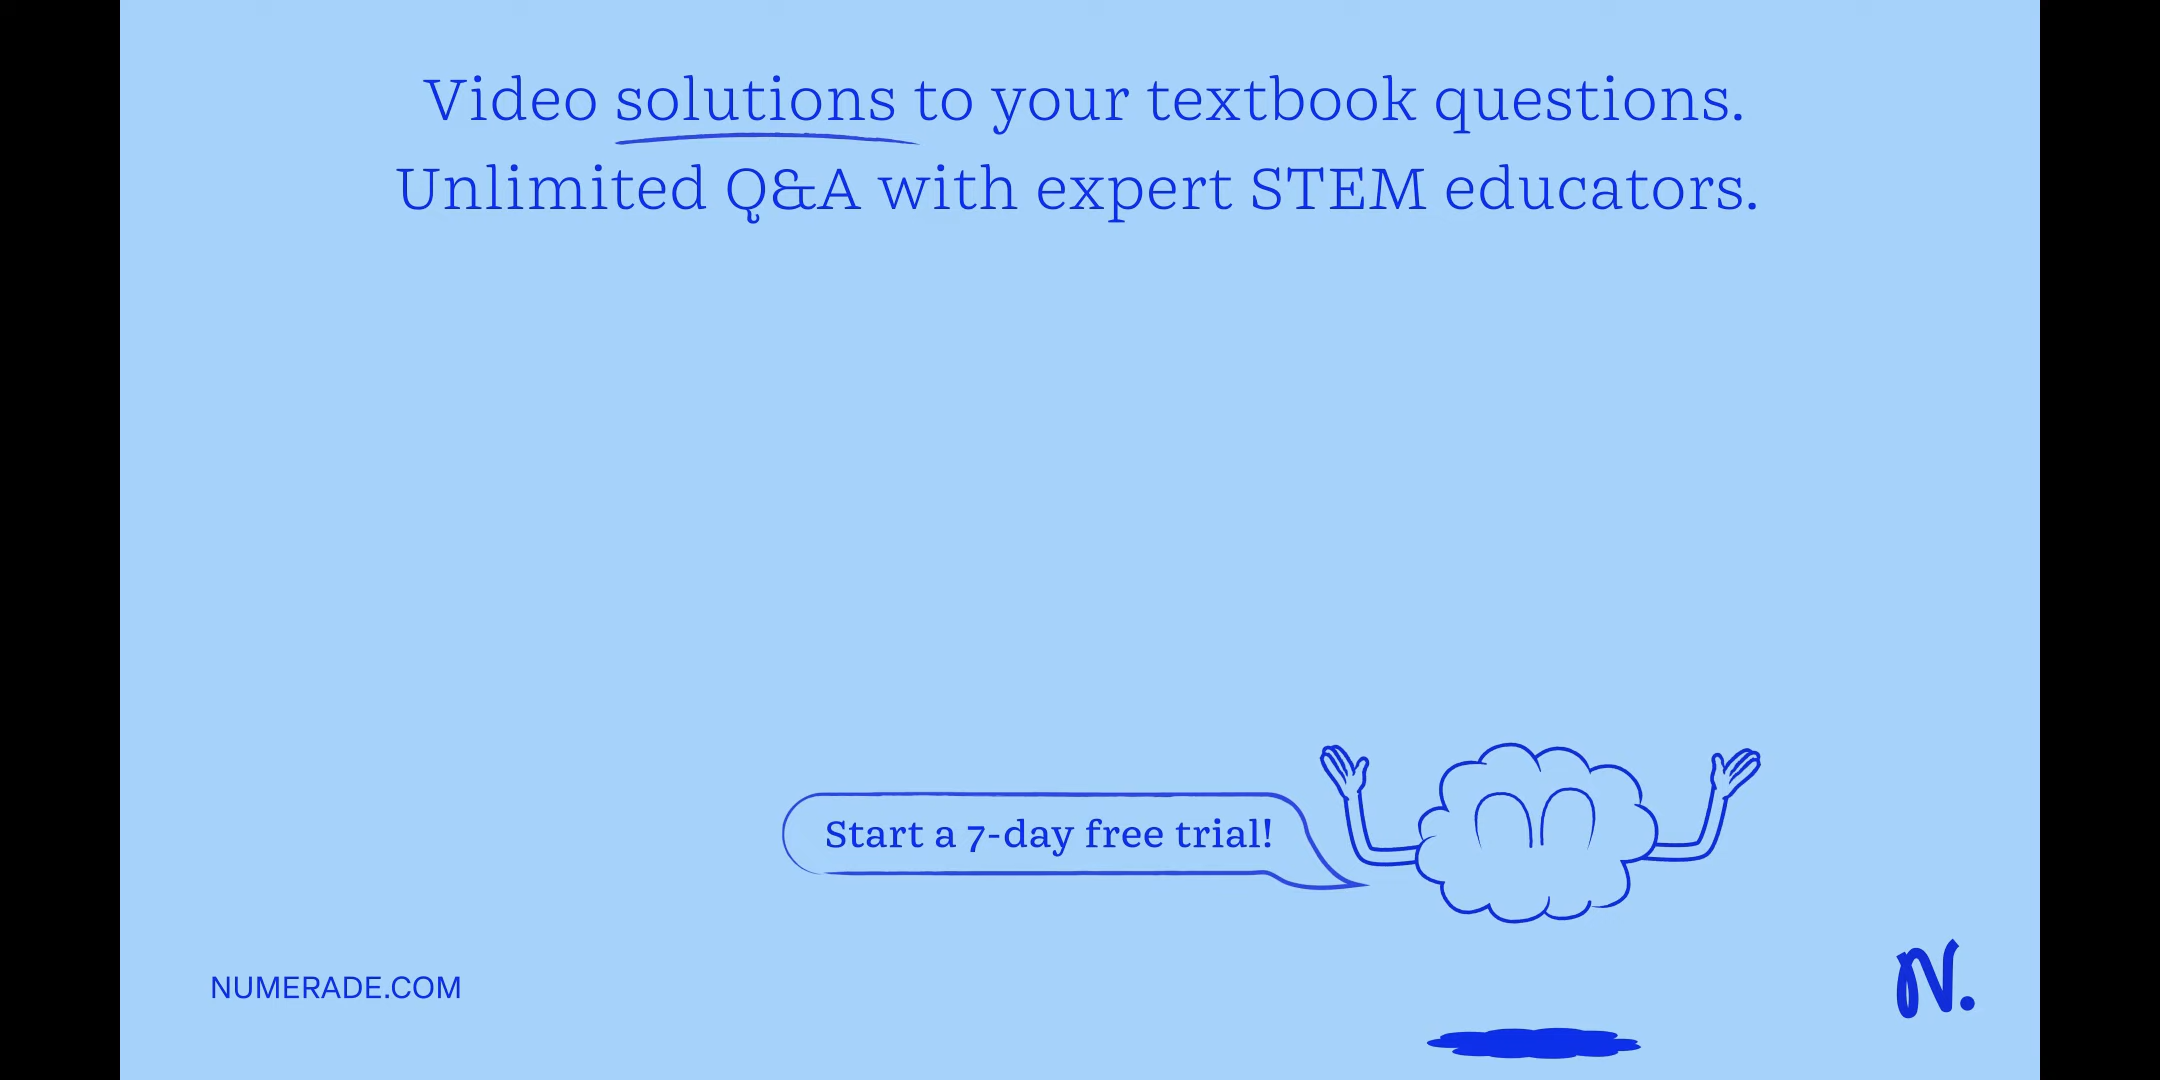 Video solutions to your textbook questions.
Unlimited Q&A with expert STEM educators.
Start a 7-day free trial!
NUMERADE.COM
N.